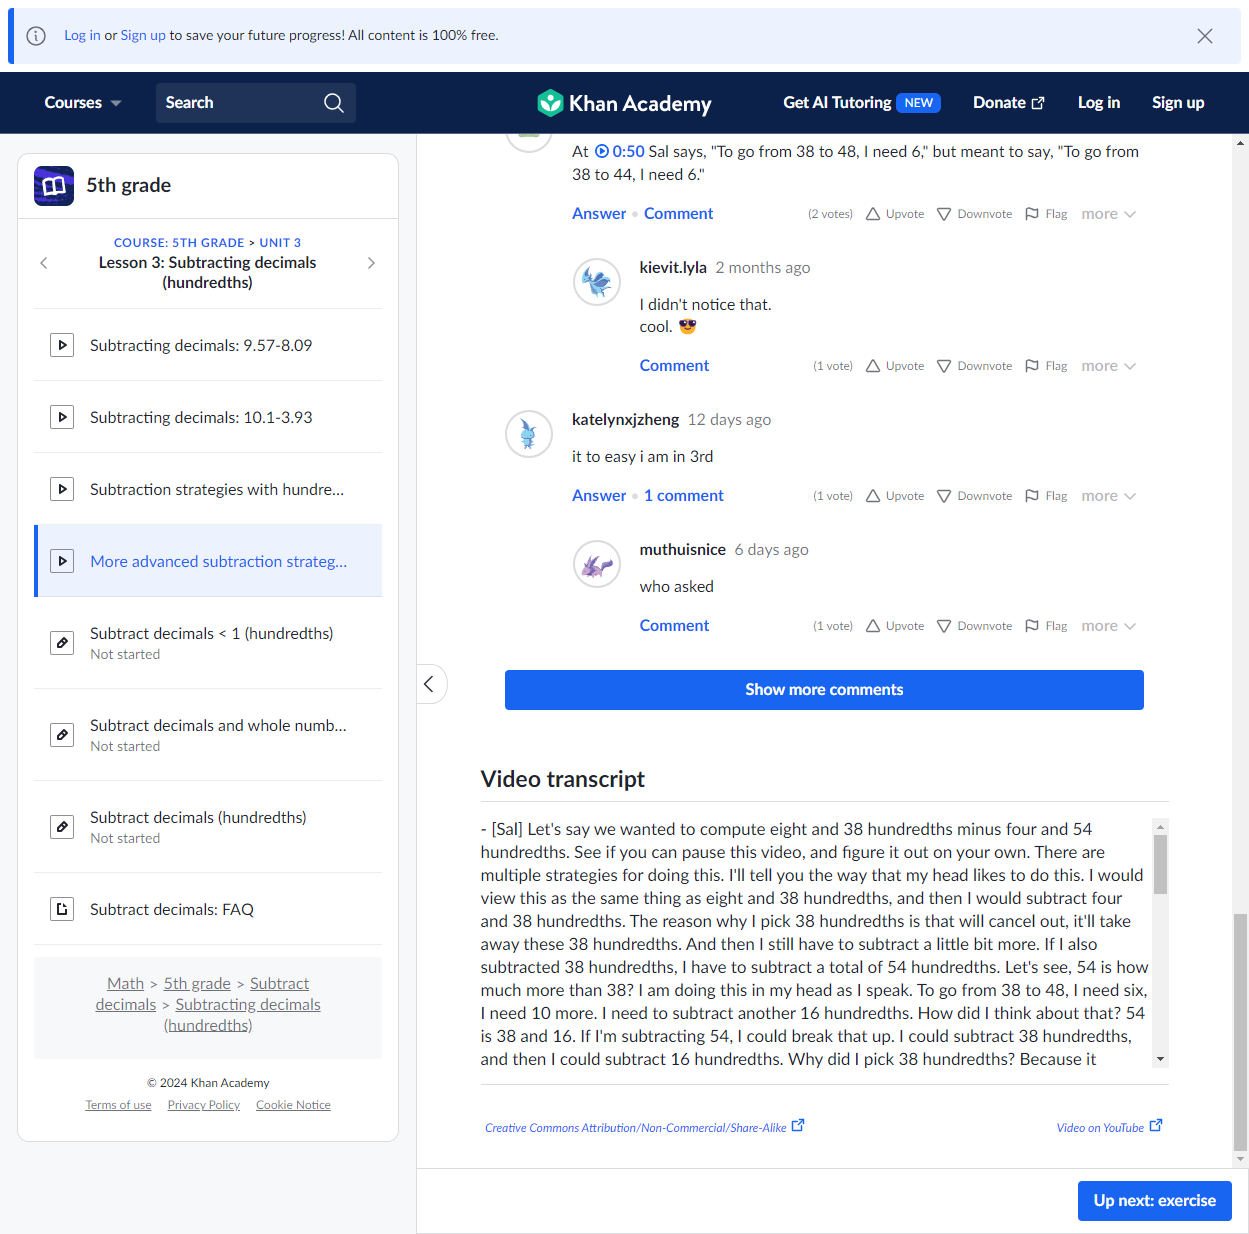 Log in or Sign up to save your future progress! All content is 100% free.
Courses
Search
Khan Academy
Get AI Tutoring NEW
Donate
Log in
Sign up
5th grade
COURSE: 5TH GRADE > UNIT 3
Lesson 3: Subtracting decimals
(hundredths)
Subtracting decimals: 9.57-8.09
Subtracting decimals: 10.1-3.93
Subtraction strategies with hundre...
More advanced subtraction strateg...
Subtract decimals < 1 (hundredths)
Not started
Subtract decimals and whole numb...
Not started
Subtract decimals (hundredths)
Not started
Subtract decimals: FAQ
Math > 5th grade > Subtract
decimals > Subtracting decimals
(hundredths)
© 2024 Khan Academy
Terms of use Privacy Policy Cookie Notice
At 0:50 Sal says, "To go from 38 to 48, I need 6," but meant to say, "To go from
38 to 44, I need 6."
Answer • Comment (2 votes) Upvote Downvote Flag more
kievit.lyla 2 months ago
I didn't notice that.
cool. 😎
Comment (1 vote) Upvote Downvote Flag more
katelynxjzheng 12 days ago
it to easy i am in 3rd
Answer • 1 comment (1 vote) Upvote Downvote Flag more
muthuisnice 6 days ago
who asked
Comment (1 vote) Upvote Downvote Flag more
Show more comments
Video transcript
- [Sal] Let's say we wanted to compute eight and 38 hundredths minus four and 54
hundredths. See if you can pause this video, and figure it out on your own. There are
multiple strategies for doing this. I'll tell you the way that my head likes to do this. I would
view this as the same thing as eight and 38 hundredths, and then I would subtract four
and 38 hundredths. The reason why I pick 38 hundredths is that will cancel out, it'll take
away these 38 hundredths. And then I still have to subtract a little bit more. If I also
subtracted 38 hundredths, I have to subtract a total of 54 hundredths. Let's see, 54 is how
much more than 38? I am doing this in my head as I speak. To go from 38 to 48, I need six,
I need 10 more. I need to subtract another 16 hundredths. How did I think about that? 54
is 38 and 16. If I'm subtracting 54, I could break that up. I could subtract 38 hundredths,
and then I could subtract 16 hundredths. Why did I pick 38 hundredths? Because it
Creative Commons Attribution/Non-Commercial/Share-Alike
Video on YouTube
Up next: exercise